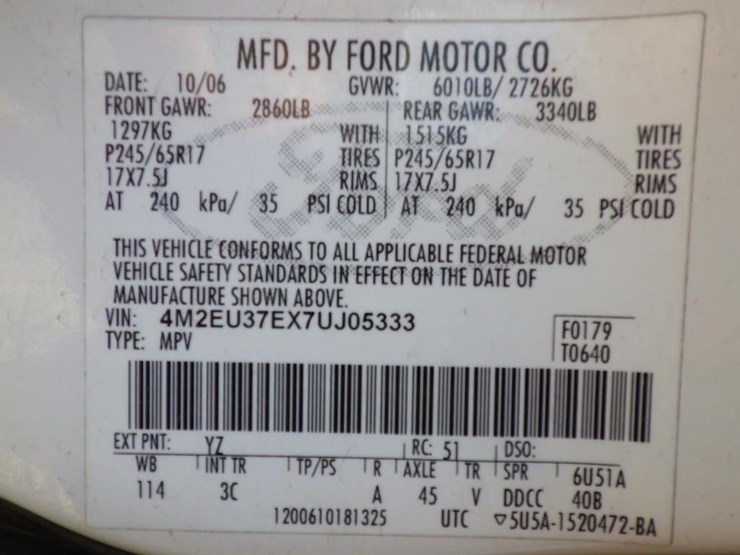 MFD. BY FORD MOTOR CO.
DATE: 10/06 GVWR: 6010LB/ 2726KG
FRONT GAWR: 2860LB REAR GAWR: 3340LB
1297KG WITH 1515KG WITH
P245/65R17 TIRES P245/65R17 TIRES
17X7.5J RIMS 17X7.5J RIMS
AT 240 kPa/ 35 PSI COLD AT 240 kPa/ 35 PSI COLD
Ford
THIS VEHICLE CONFORMS TO ALL APPLICABLE FEDERAL MOTOR
VEHICLE SAFETY STANDARDS IN EFFECT ON THE DATE OF
MANUFACTURE SHOWN ABOVE.
VIN: 4M2EU37EX7UJ05333 F0179
TYPE: MPV T0640
EXT PNT: YZ RC: 51 DSO:
WB INT TR TP/PS R AXLE TR SPR 6U51A
114 3C A 45 V DDCC 40B
1200610181325 UTC ▽5U5A-1520472-BA